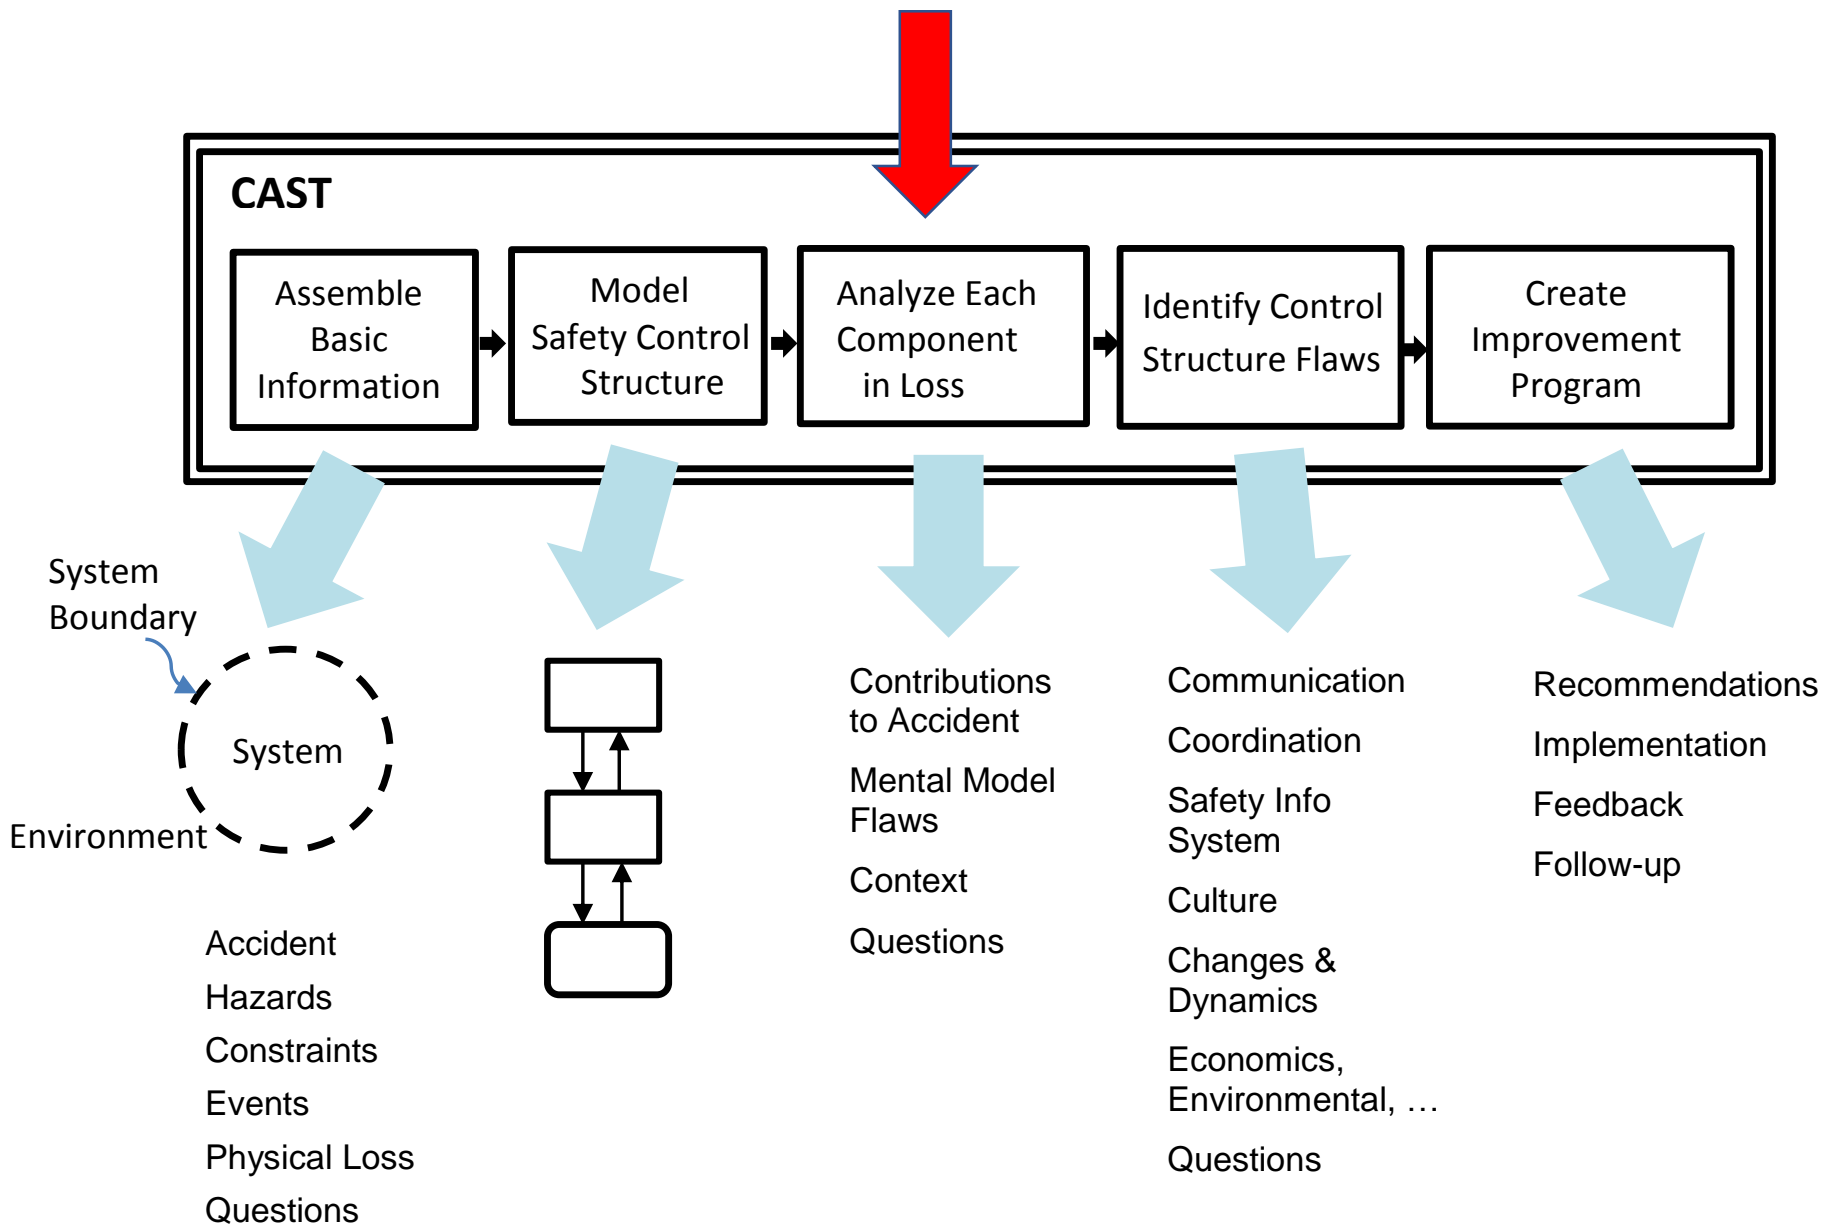 CAST
Assemble
Basic
Information
Model
Safety Control
Structure
Analyze Each
Component
in Loss
Identify Control
Structure Flaws
Create
Improvement
Program
System
Boundary
System
Environment
Accident
Hazards
Constraints
Events
Physical Loss
Questions
Contributions
to Accident
Mental Model
Flaws
Context
Questions
Communication
Coordination
Safety Info
System
Culture
Changes &
Dynamics
Economics,
Environmental, …
Questions
Recommendations
Implementation
Feedback
Follow-up